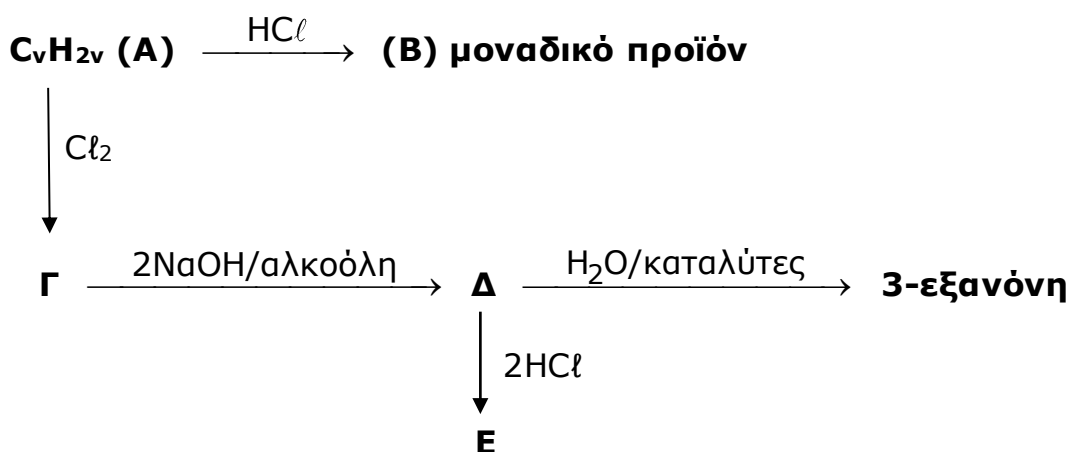 HCℓ
CνH2ν (A) (B) μοναδικό προϊόν
Cℓ2
2NaOH/αλκοόλη H2O/καταλύτες
Γ Δ 3-εξανόνη
2HCℓ
E